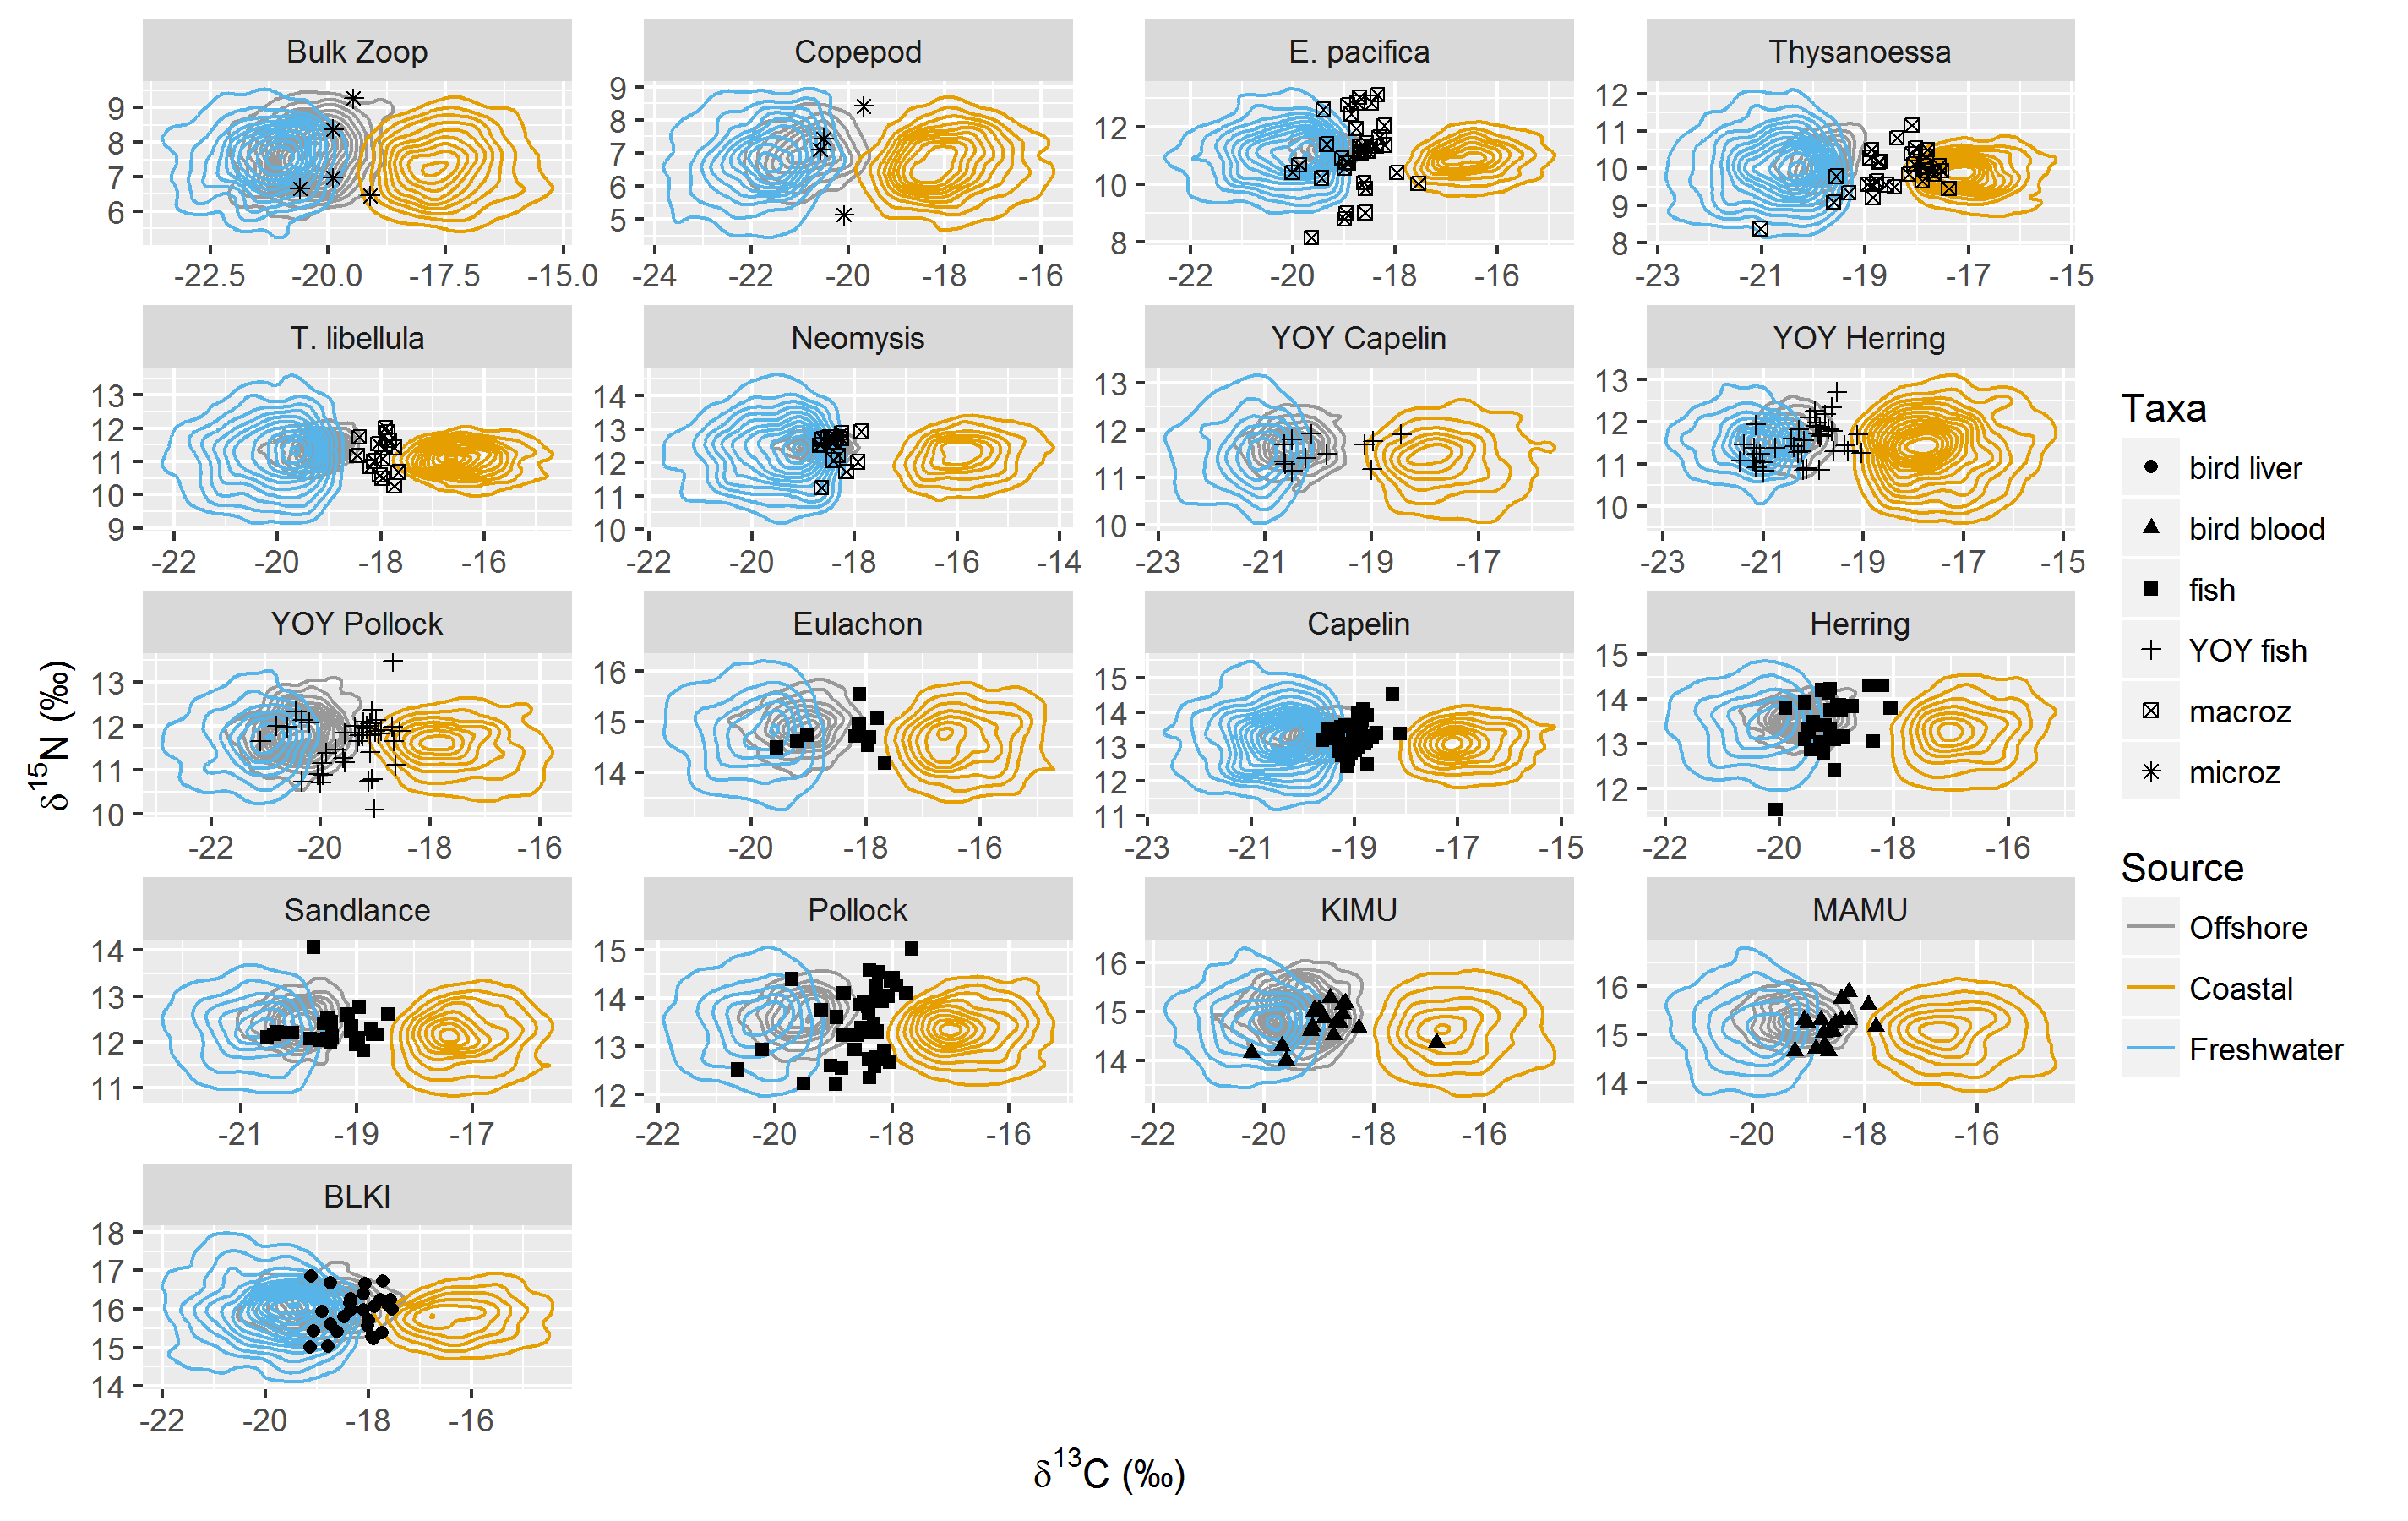 Bulk Zoop Copepod E. pacifica Thysanoessa
9 8 7 6
9 8 7 6 5
12 10 8
12 11 10 9 8
-22.5 -20.0 -17.5 -15.0 -24 -22 -20 -18 -16 -22 -20 -18 -16 -23 -21 -19 -17 -15
T. libellula Neomysis YOY Capelin YOY Herring
13 12 11 10 9
14 13 12 11 10
13 12 11 10
13 12 11 10
-22 -20 -18 -16 -22 -20 -18 -16 -14 -23 -21 -19 -17 -23 -21 -19 -17 -15
YOY Pollock Eulachon Capelin Herring
13 12 11 10
16 15 14
15 14 13 12 11
15 14 13 12
-22 -20 -18 -16 -20 -18 -16 -23 -21 -19 -17 -15 -22 -20 -18 -16
Sandlance Pollock KIMU MAMU
14 13 12 11
15 14 13 12
16 15 14
16 15 14
-21 -19 -17 -22 -20 -18 -16 -22 -20 -18 -16 -20 -18 -16
BLKI
18 17 16 15 14
-22 -20 -18 -16
δ15N (‰)
δ13C (‰)
Taxa
bird liver
bird blood
fish
YOY fish
macroz
microz
Source
Offshore
Coastal
Freshwater